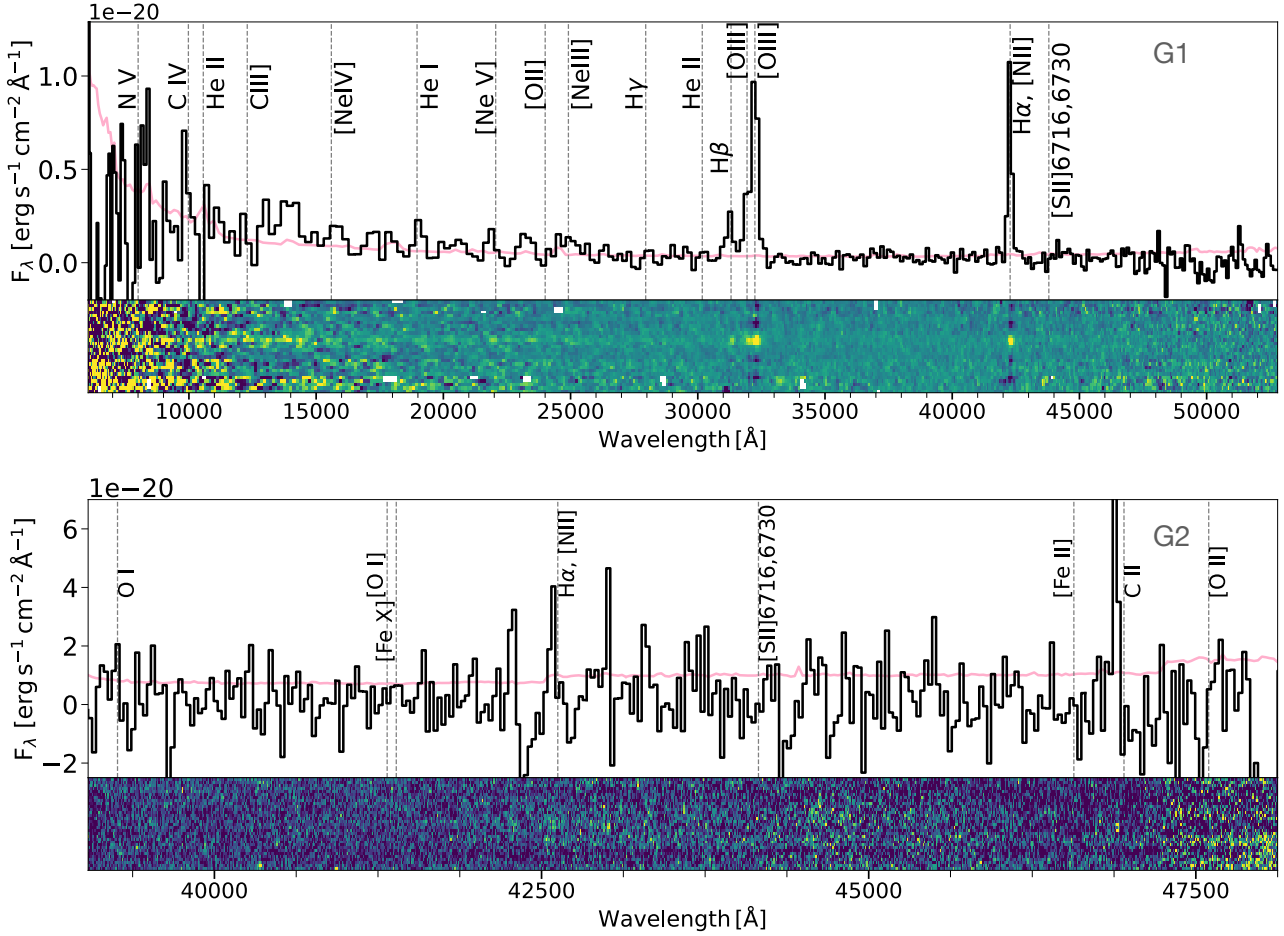 1e−20
G1
N V
C IV
He II
CIII]
[NeIV]
He I
[Ne V]
[OII]
[NeIII]
Hγ
He II
Hβ
[OIII]
[OIII]
Hα, [NII]
[SII]6716,6730
F_λ [erg s⁻¹ cm⁻² Å⁻¹]
1.0
0.5
0.0
10000 15000 20000 25000 30000 35000 40000 45000 50000
Wavelength [Å]
1e−20
G2
O I
[Fe X]
[O I]
Hα, [NII]
[SII]6716,6730
[Fe II]
C II
[O II]
F_λ [erg s⁻¹ cm⁻² Å⁻¹]
6
4
2
0
−2
40000 42500 45000 47500
Wavelength [Å]